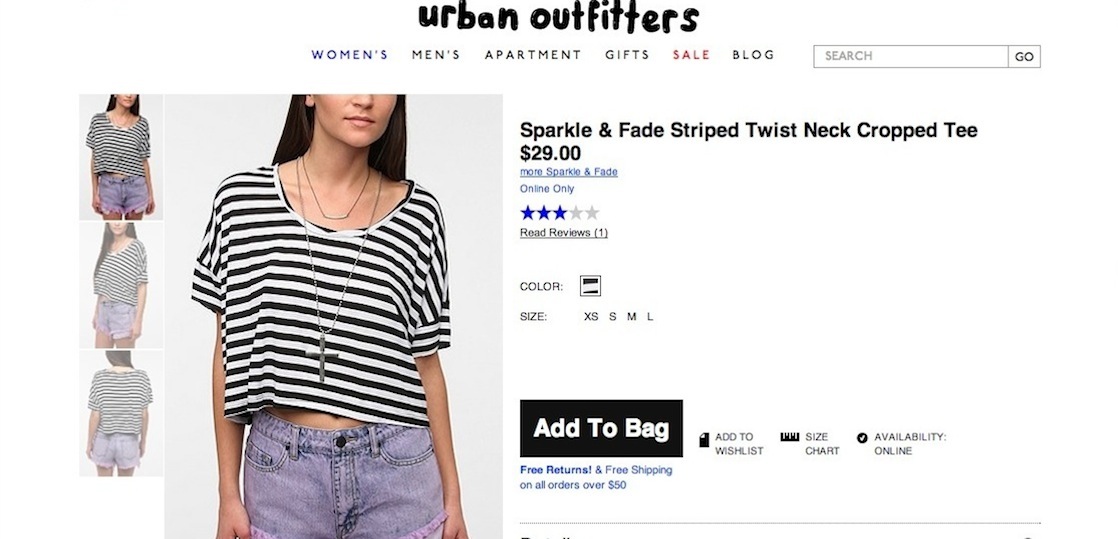 urban outfitters
WOMEN'S MEN'S APARTMENT GIFTS SALE BLOG SEARCH GO
Sparkle & Fade Striped Twist Neck Cropped Tee
$29.00
more Sparkle & Fade
Online Only
Read Reviews (1)
COLOR:
SIZE: XS S M L
Add To Bag
ADD TO WISHLIST
SIZE CHART
AVAILABILITY: ONLINE
Free Returns! & Free Shipping
on all orders over $50